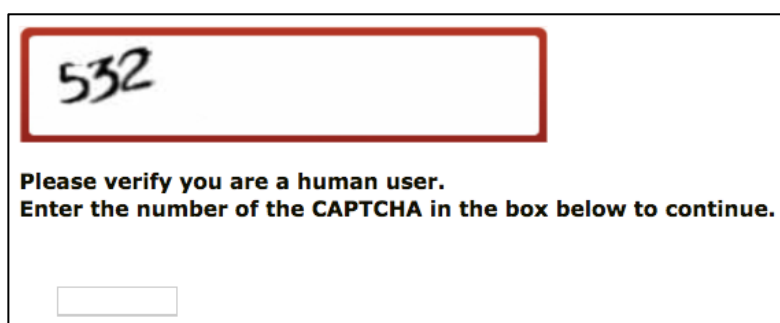 532
Please verify you are a human user.
Enter the number of the CAPTCHA in the box below to continue.